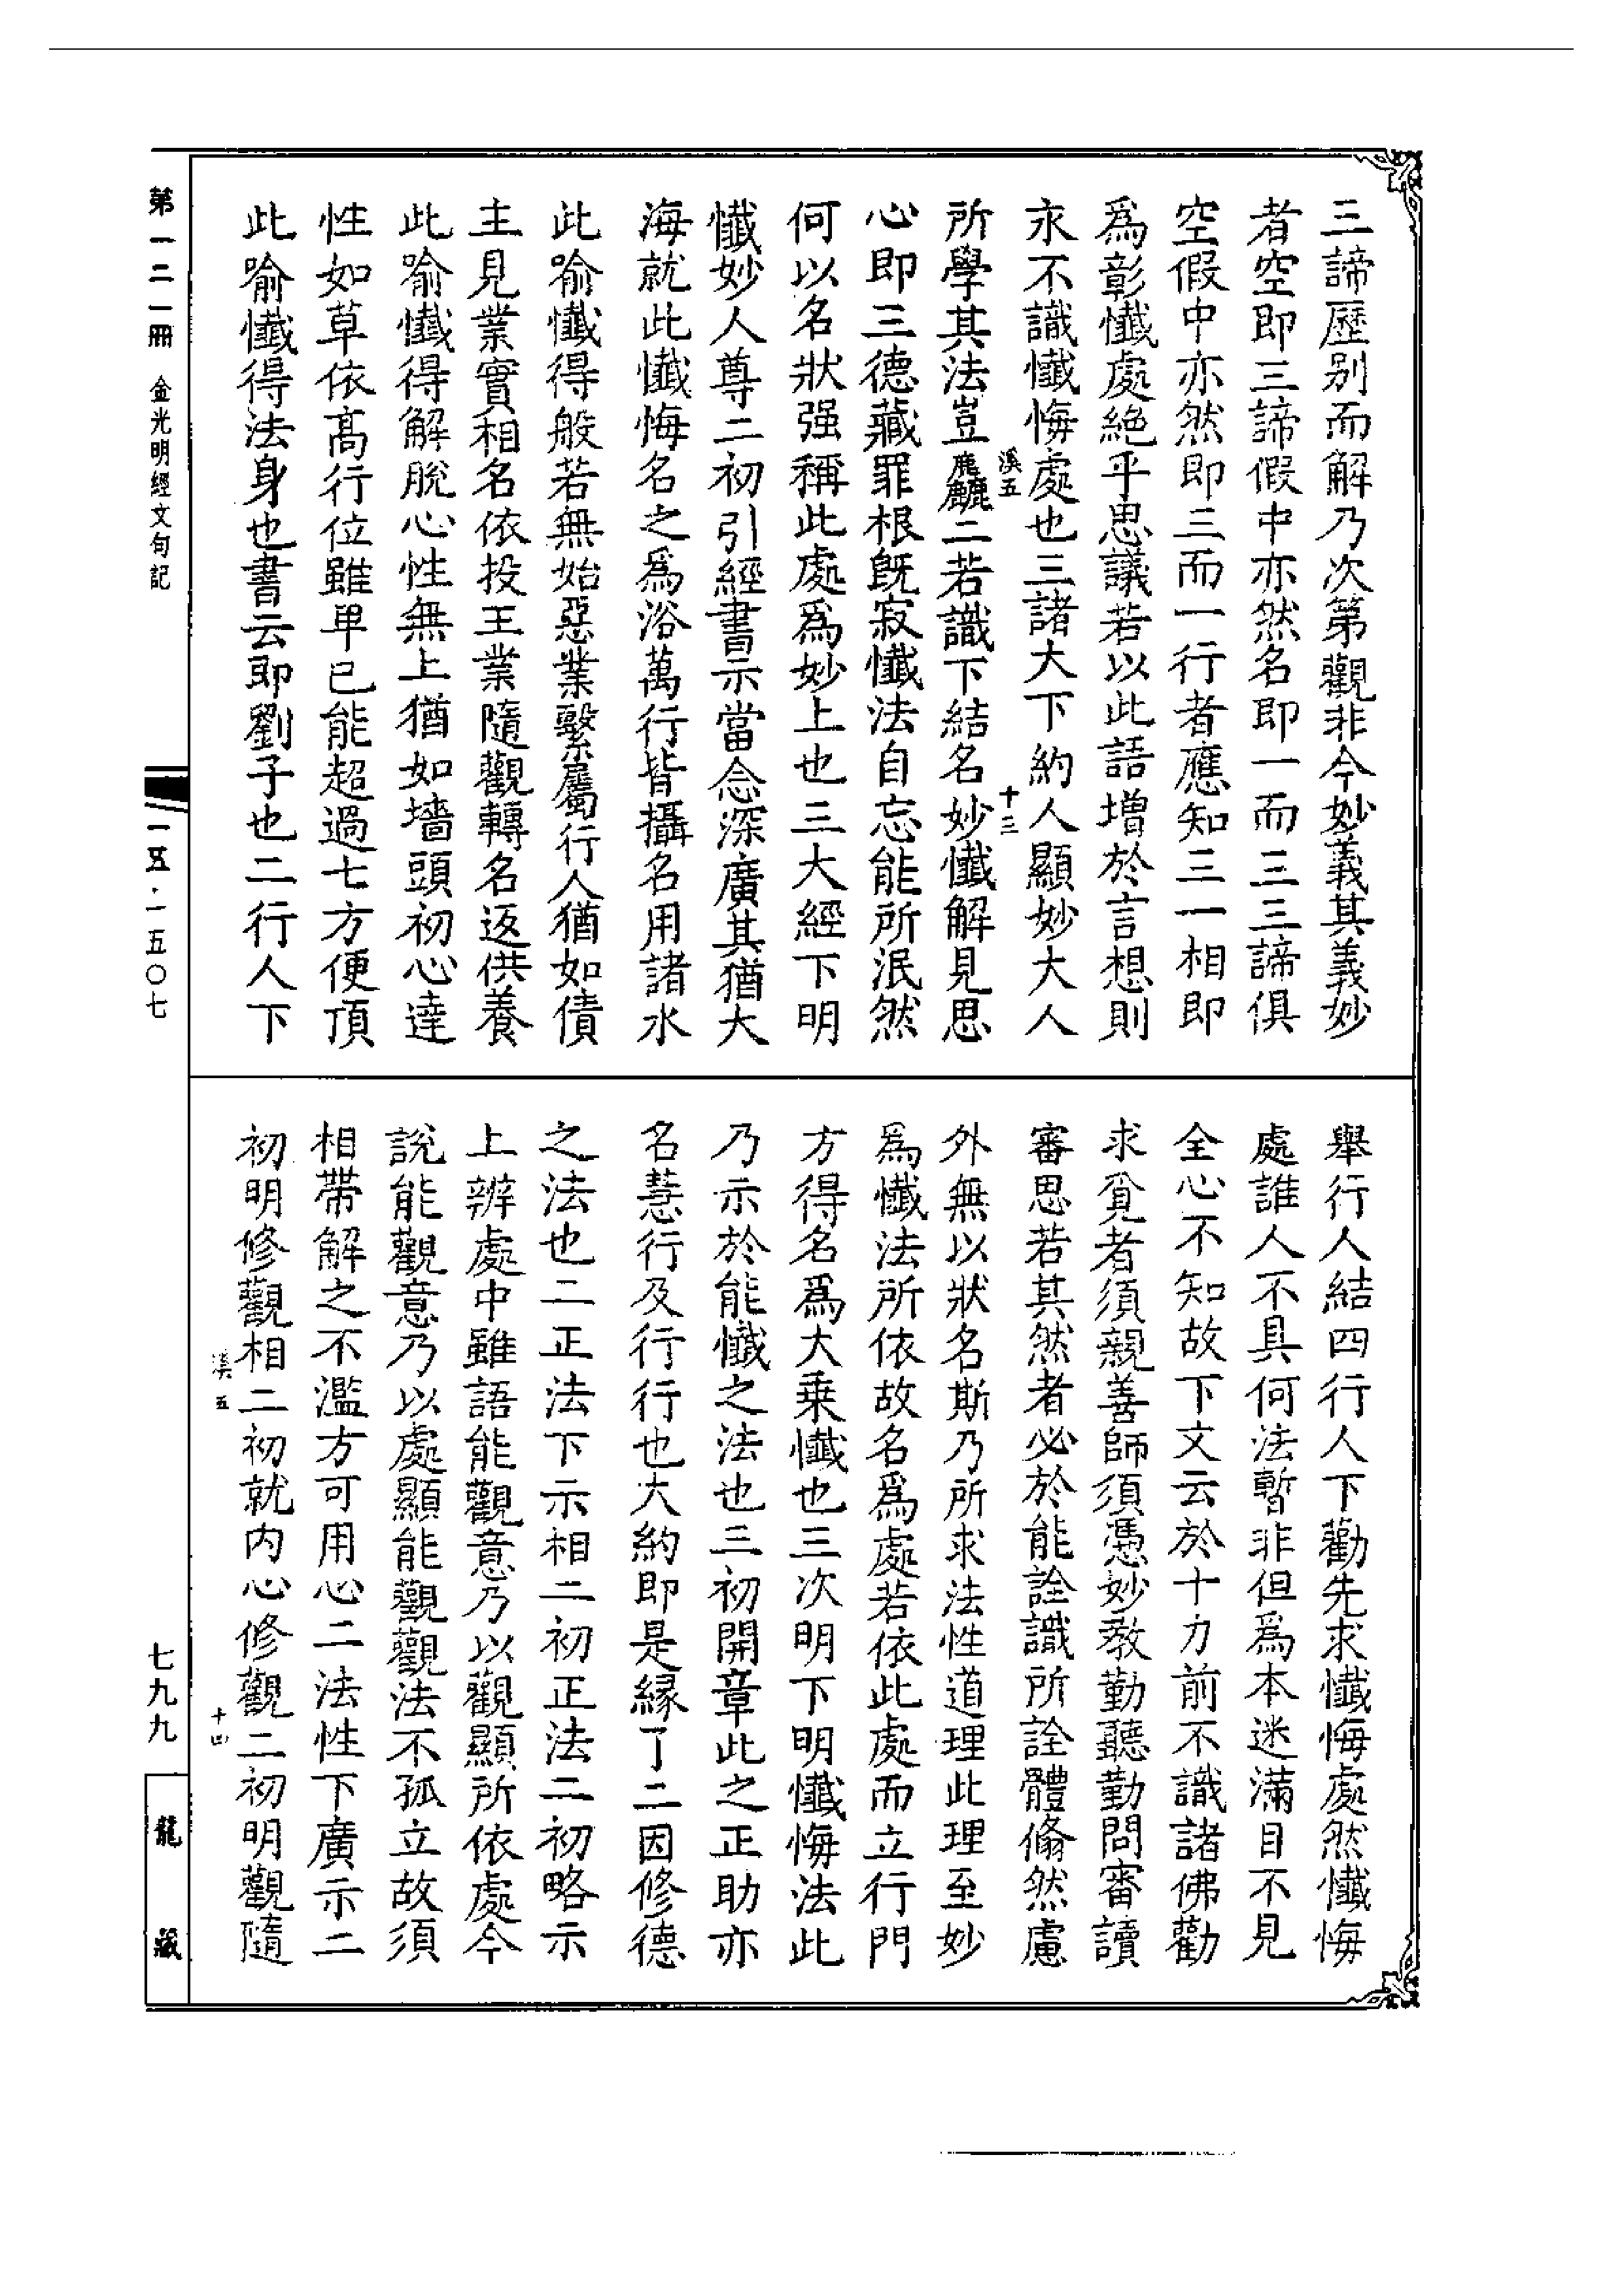 三諦歷別而解乃次第觀非今妙義其義妙
者空即三諦假中亦然名即一而三三諦俱
空假中亦然即三而一行者應知三一相即
爲彰懺處絶乎思議若以此語增於言想則
永不識懺悔處也三諸大下約人顯妙大人
溪五
十三
所學其法豈麁二若識下結名妙懺解見思
心即三德藏罪根旣寂懺法自忘能所泯然
何以名狀强稱此處爲妙上也三大經下明
懺妙人尊二初引經書示當念深廣其猶大
海就此懺悔名之爲浴萬行皆攝名用諸水
此喻懺得般若無始惡業繫屬行人猶如債
主見業實相名依投王業隨觀轉名返供養
此喻懺得解脫心性無上猶如墻頭初心達
性如草依髙行位雖卑已能超過七方便頂
此喻懺得法身也書云即劉子也二行人下
舉行人結四行人下勸先求懺悔處然懺悔
處誰人不具何法暫非但爲本迷滿目不見
全心不知故下文云於十力前不識諸佛勸
求覓者須親善師須憑妙教勤聽勤問審讀
審思若其然者必於能詮識所詮體翛然慮
外無以狀名斯乃所求法性道理此理至妙
爲懺法所依故名爲處若依此處而立行門
方得名爲大乗懺也三次明下明懺悔法此
乃示於能懺之法也三初開章此之正助亦
名慧行及行行也大約即是緣了二因修德
之法也二正法下示相二初正法二初略示
上辨處中雖語能觀意乃以觀顯所依處今
說能觀意乃以處顯能觀觀法不孤立故須
相帶解之不濫方可用心二法性下廣示二
初明修觀相二初就内心修觀二初明觀隨
溪五
十四
第一二一冊 金光明經文句記
一五·一五〇七
七九九
龍藏